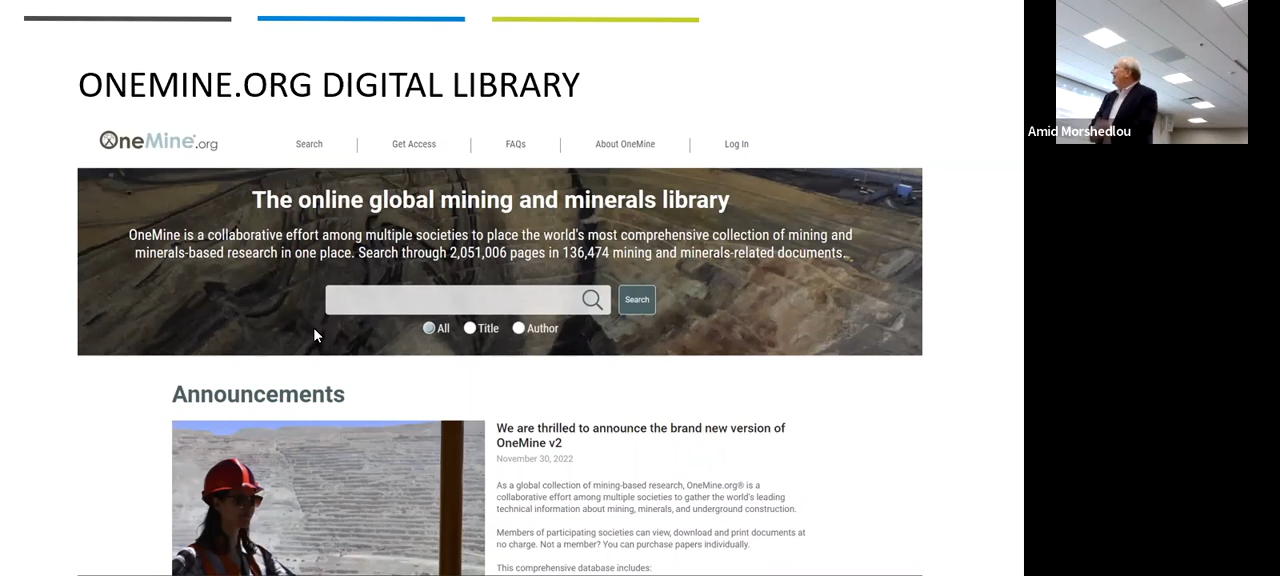 ONEMINE.ORG DIGITAL LIBRARY
OneMine.org
Search
Get Access
FAQs
About OneMine
Log In
The online global mining and minerals library
OneMine is a collaborative effort among multiple societies to place the world's most comprehensive collection of mining and
minerals-based research in one place. Search through 2,051,006 pages in 136,474 mining and minerals-related documents.
Search
All
Title
Author
Announcements
We are thrilled to announce the brand new version of
OneMine v2
November 30, 2022
As a global collection of mining-based research, OneMine.org® is a
collaborative effort among multiple societies to gather the world's leading
technical information about mining, minerals, and underground construction.
Members of participating societies can view, download and print documents at
no charge. Not a member? You can purchase papers individually.
This comprehensive database includes:
Amid Morshedlou